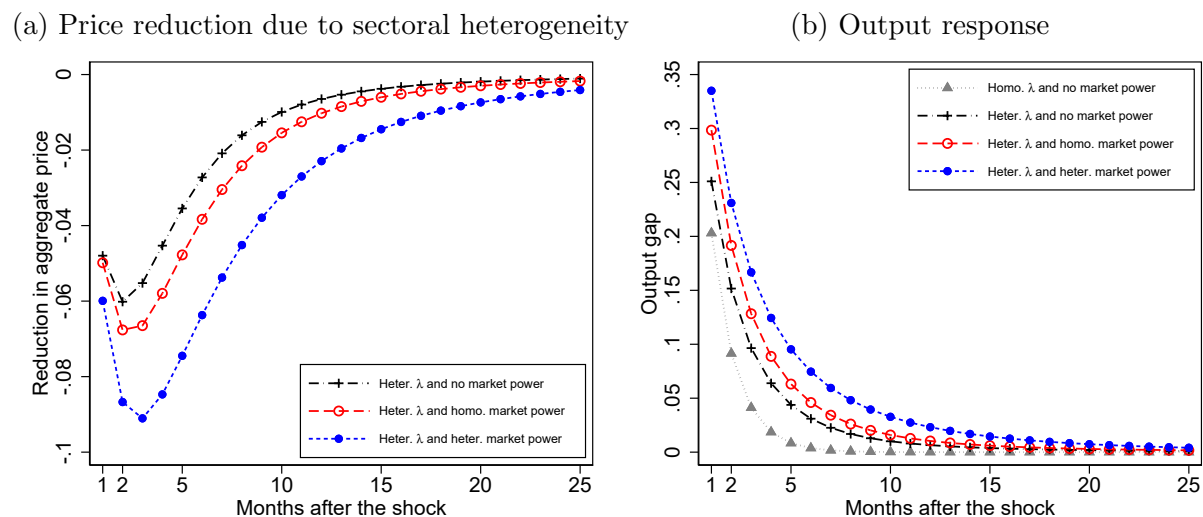 (a) Price reduction due to sectoral heterogeneity
Reduction in aggregate price
0
-.02
-.04
-.06
-.08
-.1
Heter. λ and no market power
Heter. λ and homo. market power
Heter. λ and heter. market power
1 2 5 10 15 20 25
Months after the shock
(b) Output response
Output gap
.35
.3
.25
.2
.15
.1
.05
0
Homo. λ and no market power
Heter. λ and no market power
Heter. λ and homo. market power
Heter. λ and heter. market power
1 2 5 10 15 20 25
Months after the shock